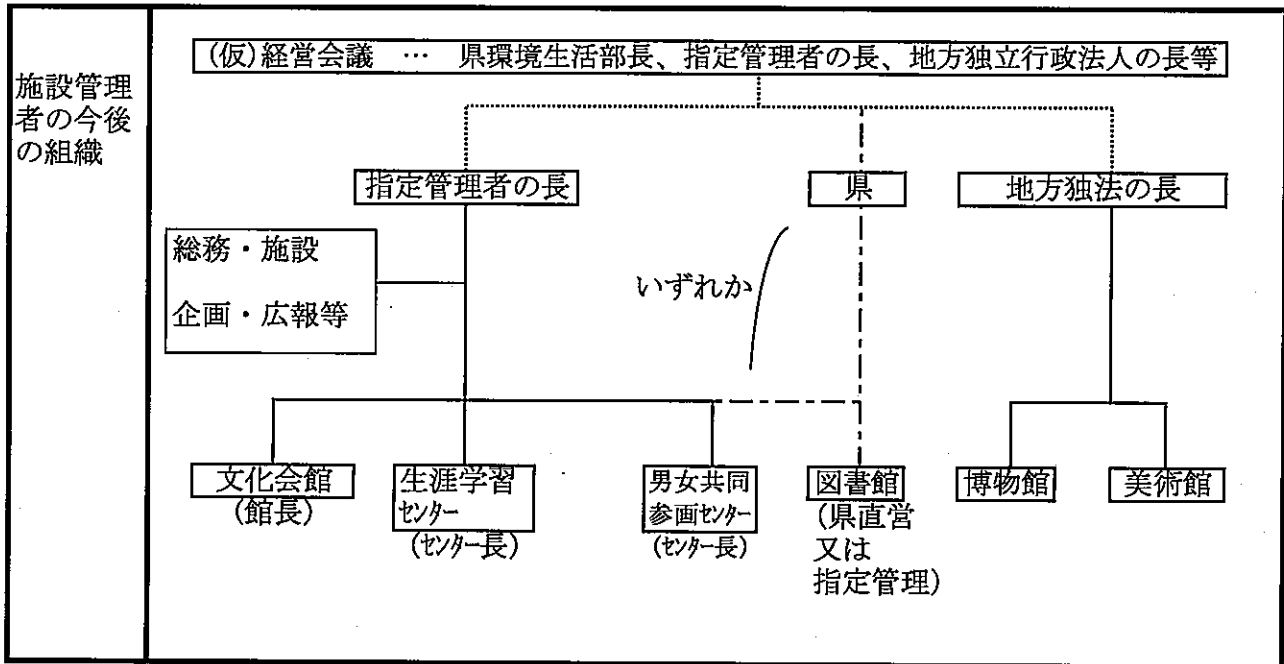 施設管理
者の今後
の組織
(仮)経営会議 … 県環境生活部長、指定管理者の長、地方独立行政法人の長等
指定管理者の長
県
地方独法の長
総務・施設
企画・広報等
いずれか
文化会館
(館長)
生涯学習
センター
(センター長)
男女共同
参画センター
(センター長)
図書館
(県直営
又は
指定管理)
博物館
美術館